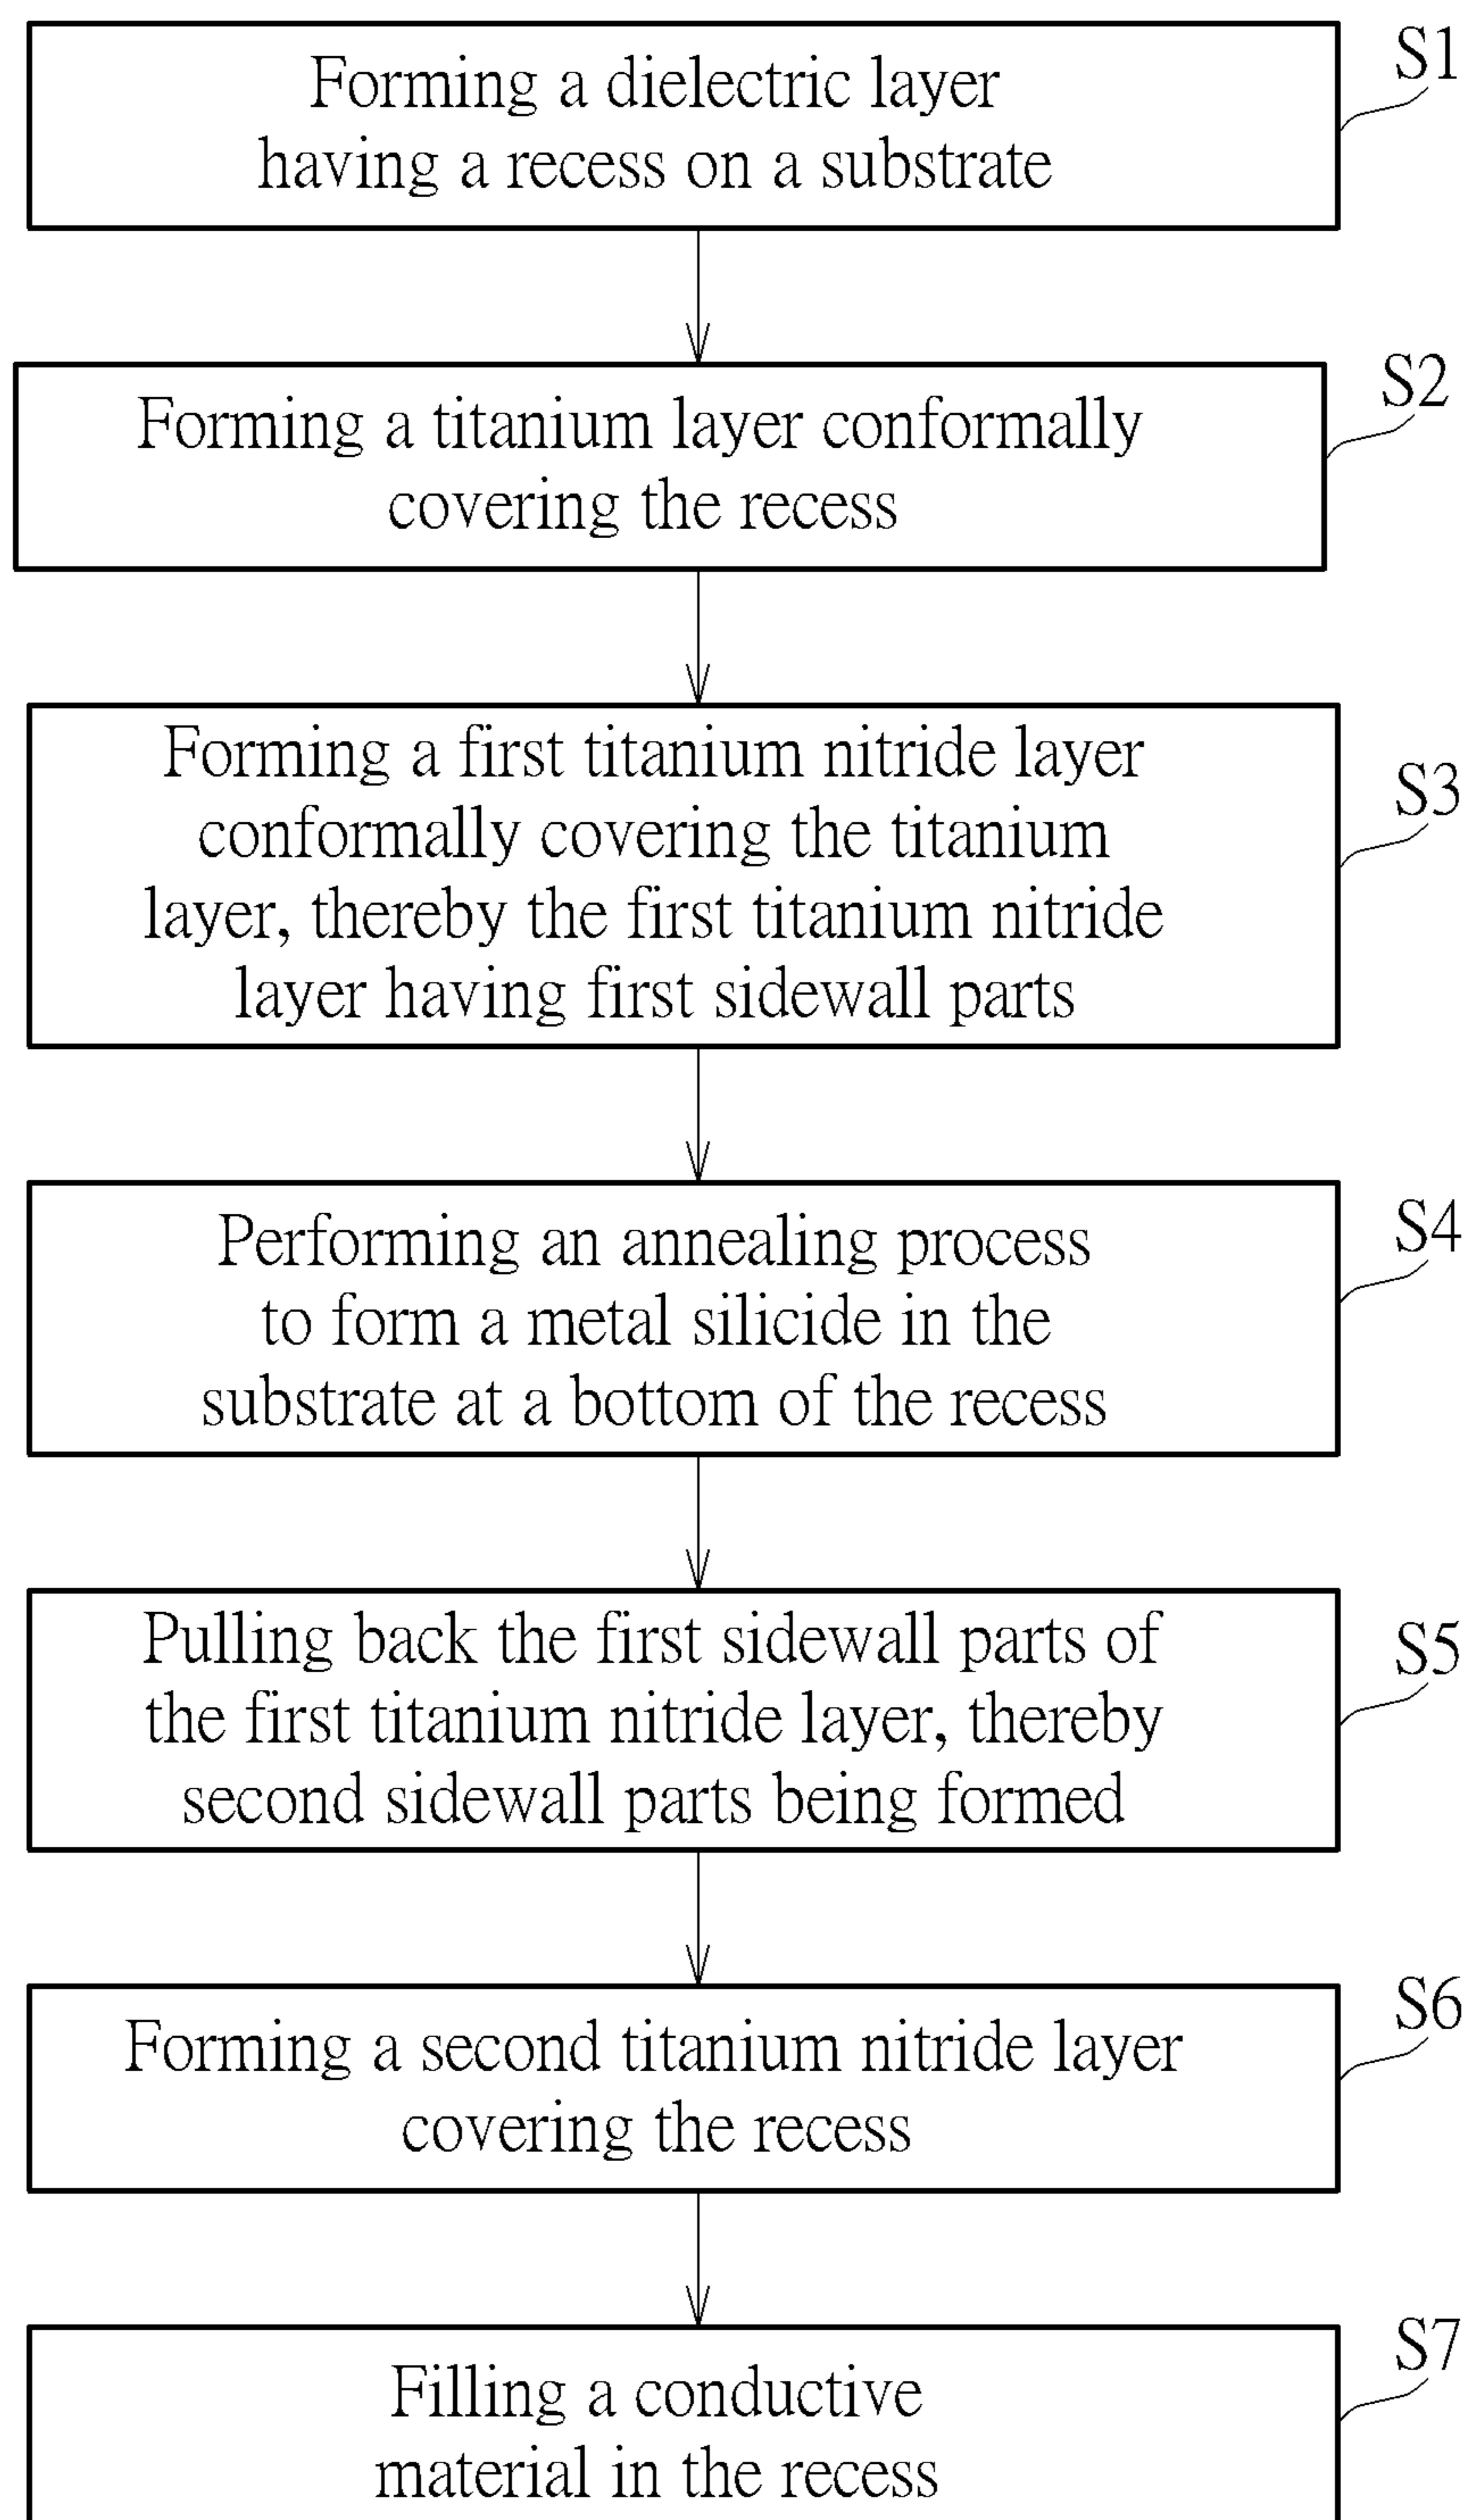 Forming a dielectric layer
having a recess on a substrate
S1
Forming a titanium layer conformally
covering the recess
S2
Forming a first titanium nitride layer
conformally covering the titanium
layer, thereby the first titanium nitride
layer having first sidewall parts
S3
Performing an annealing process
to form a metal silicide in the
substrate at a bottom of the recess
S4
Pulling back the first sidewall parts of
the first titanium nitride layer, thereby
second sidewall parts being formed
S5
Forming a second titanium nitride layer
covering the recess
S6
Filling a conductive
material in the recess
S7